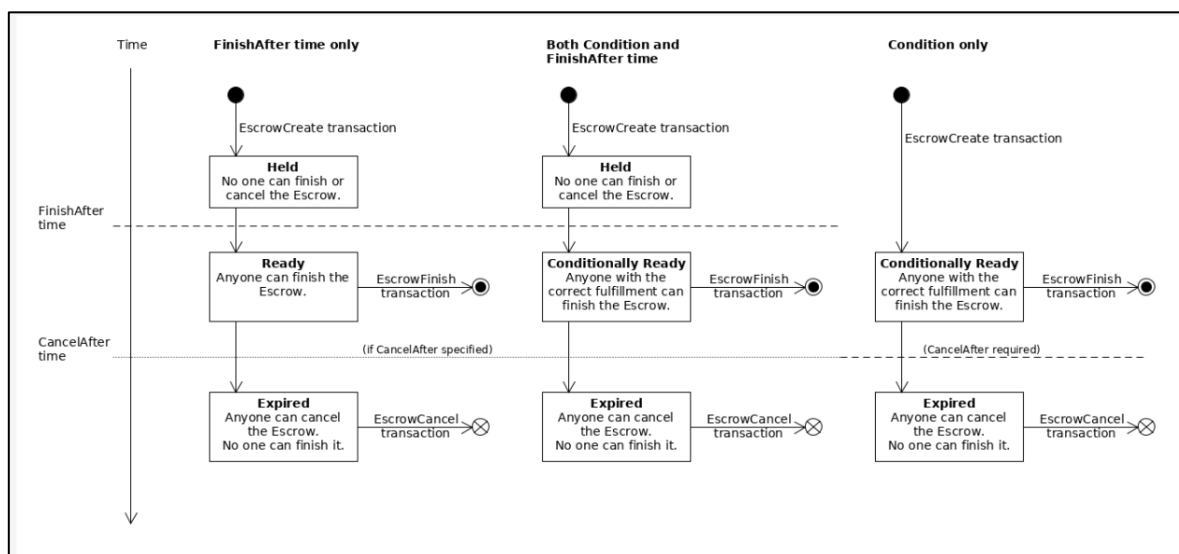 Time
FinishAfter time only
Both Condition and
FinishAfter time
Condition only
EscrowCreate transaction
EscrowCreate transaction
EscrowCreate transaction
Held
No one can finish or
cancel the Escrow.
Held
No one can finish or
cancel the Escrow.
FinishAfter
time
Ready
Anyone can finish the
Escrow.
EscrowFinish
transaction
Conditionally Ready
Anyone with the
correct fulfillment can
finish the Escrow.
EscrowFinish
transaction
Conditionally Ready
Anyone with the
correct fulfillment can
finish the Escrow.
EscrowFinish
transaction
CancelAfter
time
(if CancelAfter specified)
(CancelAfter required)
Expired
Anyone can cancel
the Escrow.
No one can finish it.
EscrowCancel
transaction
Expired
Anyone can cancel
the Escrow.
No one can finish it.
EscrowCancel
transaction
Expired
Anyone can cancel
the Escrow.
No one can finish it.
EscrowCancel
transaction